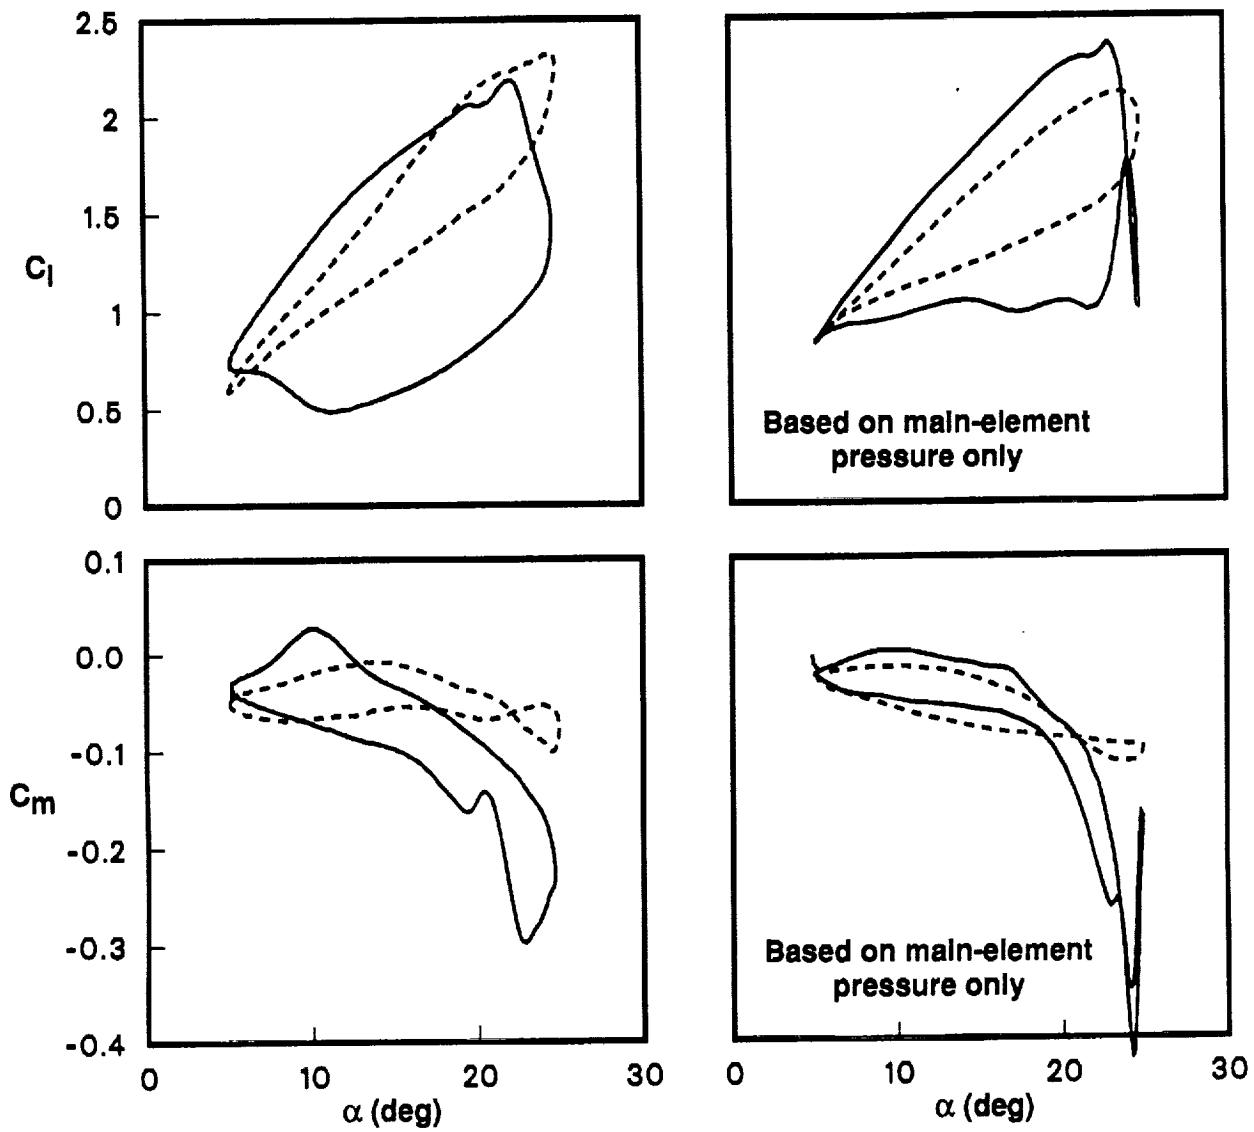 2.5
2
1.5
1
0.5
0
Cl
Based on main-element
pressure only
0.1
0.0
-0.1
-0.2
-0.3
-0.4
Cm
Based on main-element
pressure only
0 10 20 30
α (deg)
0 10 20 30
α (deg)